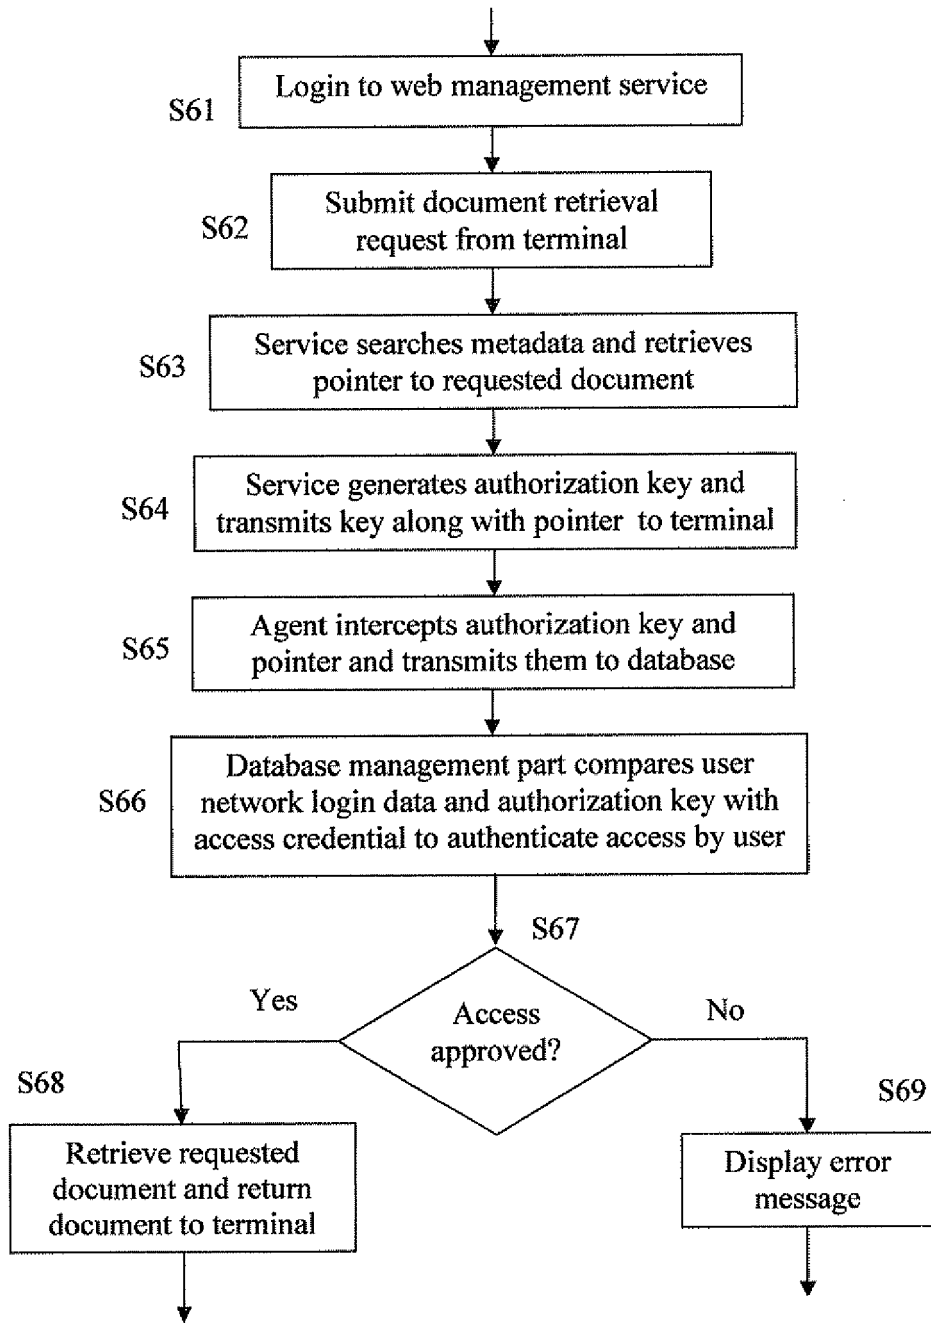 Login to web management service
S61
Submit document retrieval
request from terminal
S62
Service searches metadata and retrieves
pointer to requested document
S63
Service generates authorization key and
transmits key along with pointer to terminal
S64
Agent intercepts authorization key and
pointer and transmits them to database
S65
Database management part compares user
network login data and authorization key with
access credential to authenticate access by user
S66
S67
Access
approved?
Yes
No
S68
Retrieve requested
document and return
document to terminal
S69
Display error
message